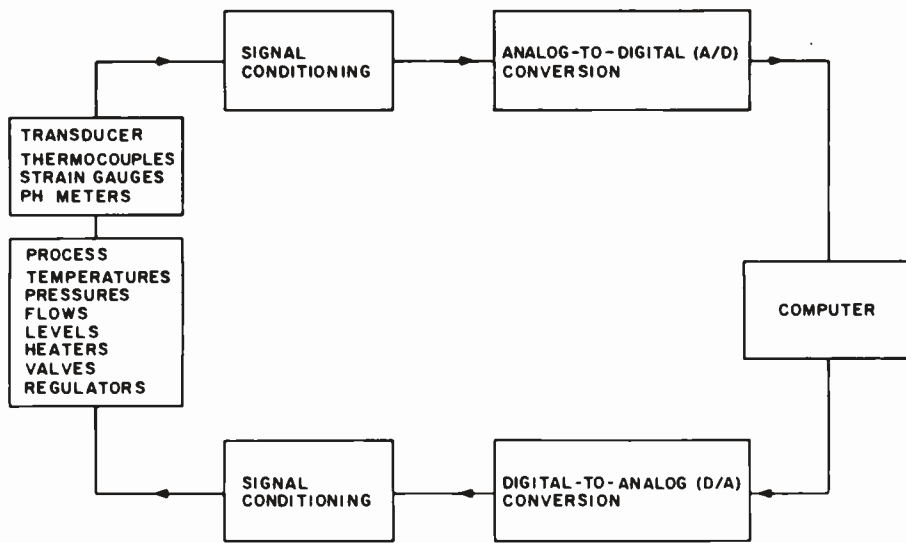 SIGNAL
CONDITIONING
ANALOG-TO-DIGITAL (A/D)
CONVERSION
TRANSDUCER
THERMOCOUPLES
STRAIN GAUGES
PH METERS
PROCESS
TEMPERATURES
PRESSURES
FLOWS
LEVELS
HEATERS
VALVES
REGULATORS
COMPUTER
SIGNAL
CONDITIONING
DIGITAL-TO-ANALOG (D/A)
CONVERSION